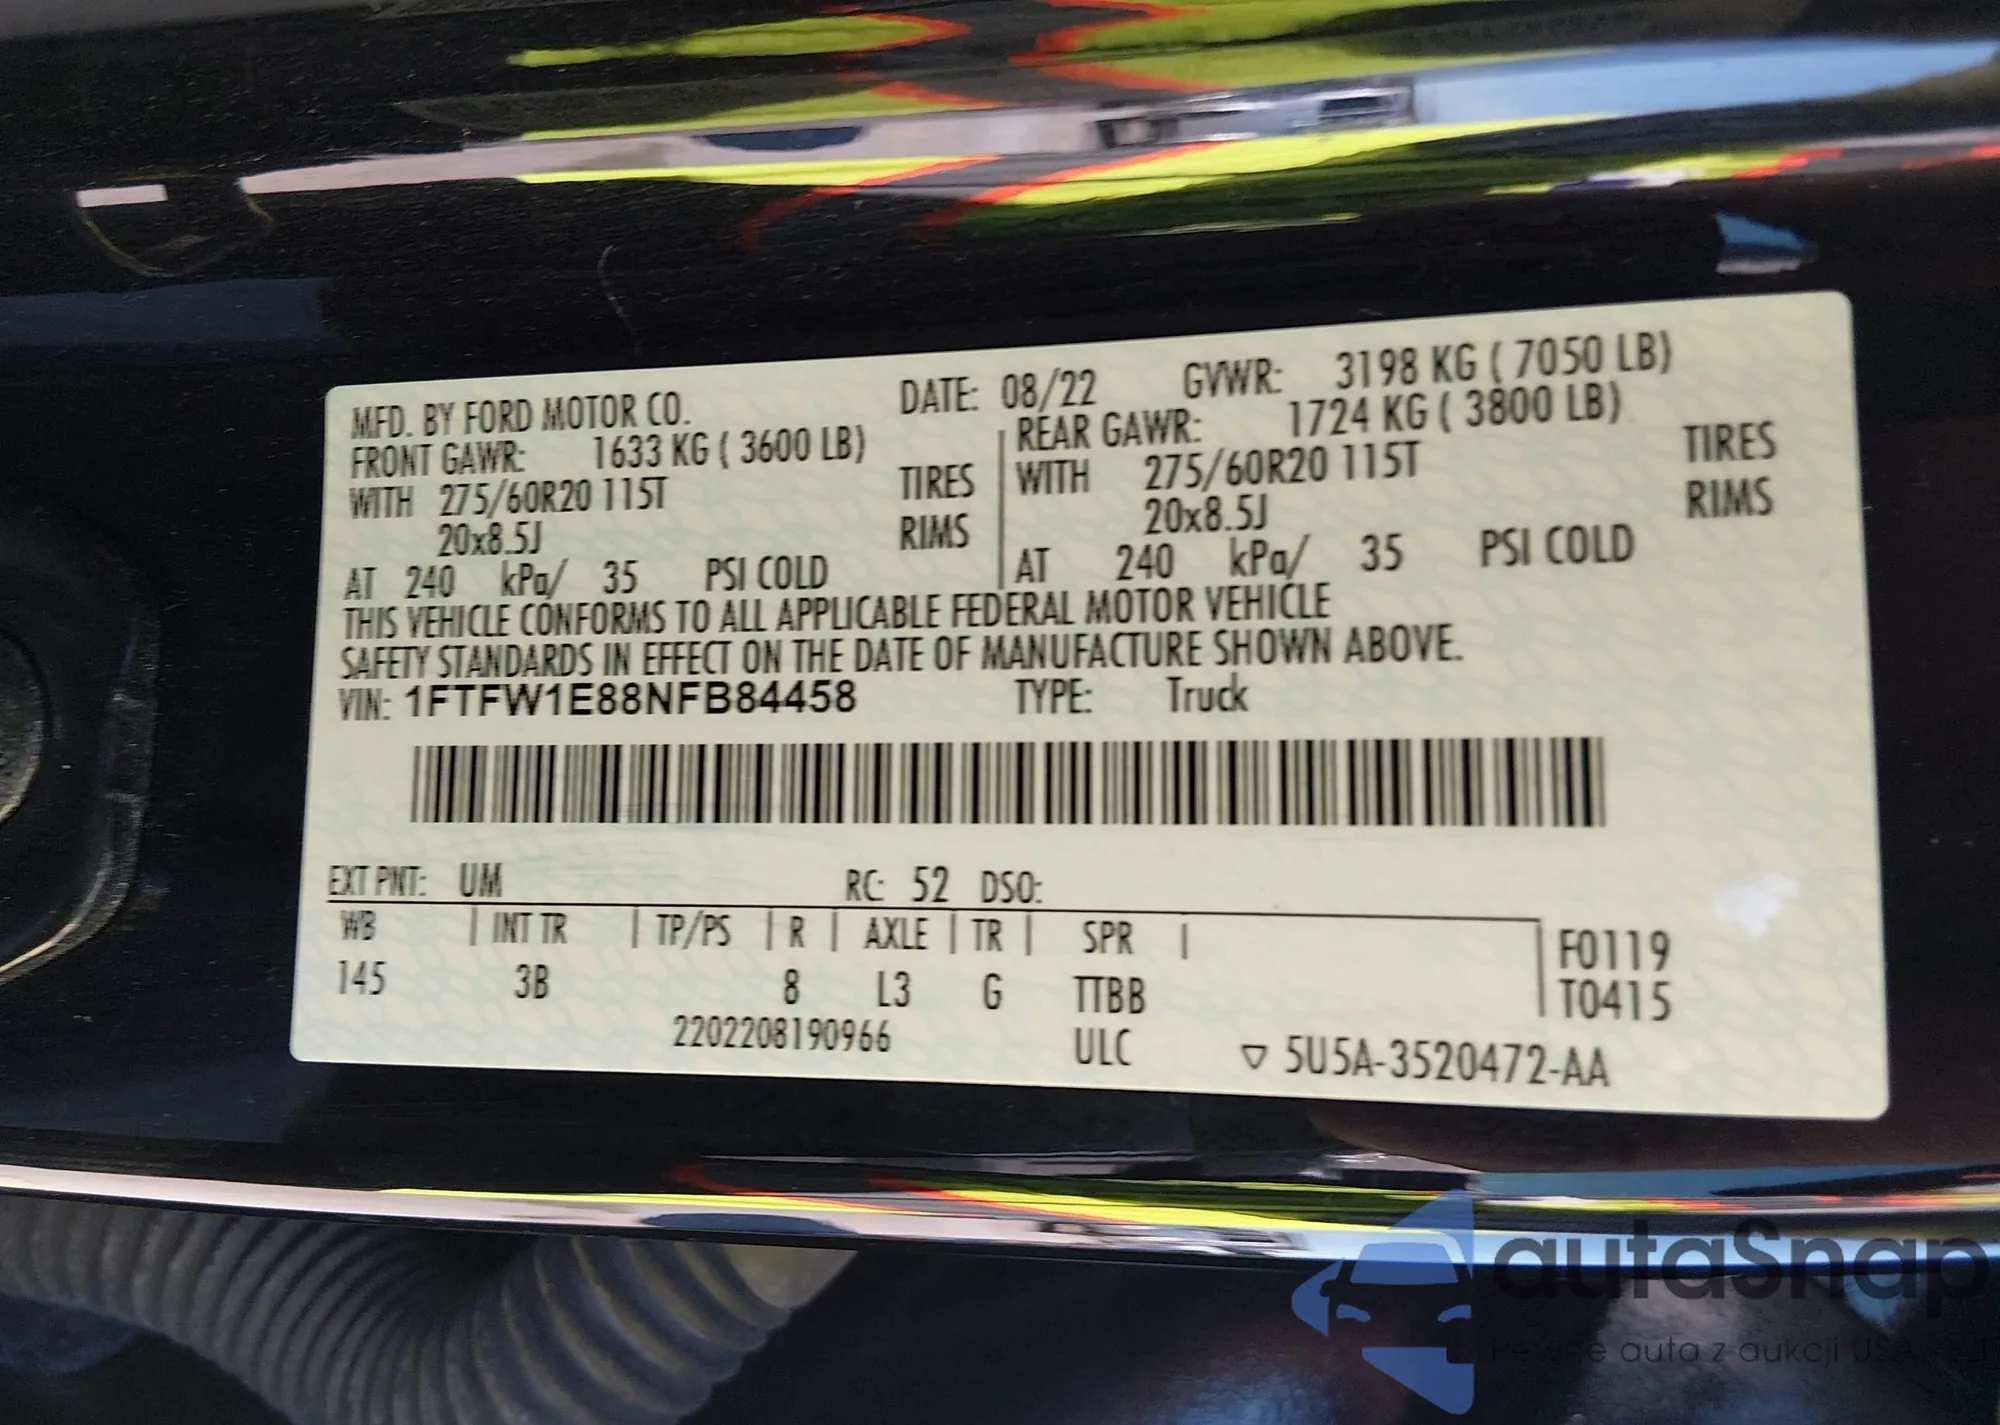 MFD. BY FORD MOTOR CO. DATE: 08/22 GVWR: 3198 KG ( 7050 LB)
FRONT GAWR: 1633 KG ( 3600 LB) REAR GAWR: 1724 KG ( 3800 LB)
WITH 275/60R20 115T TIRES WITH 275/60R20 115T TIRES
20x8.5J RIMS 20x8.5J RIMS
AT 240 kPa/ 35 PSI COLD AT 240 kPa/ 35 PSI COLD
THIS VEHICLE CONFORMS TO ALL APPLICABLE FEDERAL MOTOR VEHICLE
SAFETY STANDARDS IN EFFECT ON THE DATE OF MANUFACTURE SHOWN ABOVE.
VIN: 1FTFW1E88NFB84458 TYPE: Truck
EXT PNT: UM RC: 52 DSO:
WB | INT TR | TP/PS | R | AXLE | TR | SPR | F0119
145 3B 8 L3 G TTBB T0415
2202208190966 ULC ▽ 5U5A-3520472-AA
autaSnap
Pewne auta z aukcji USA